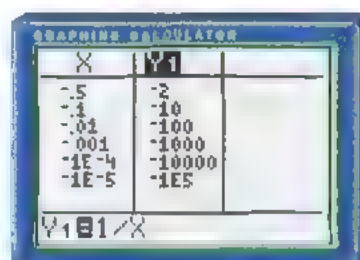 GRAPHING CALCULATOR
X Y1
-.5 -2
-.1 -10
-.01 -100
-.001 -1000
-1E-4 -10000
-1E-5 -1E5
Y1=1/X